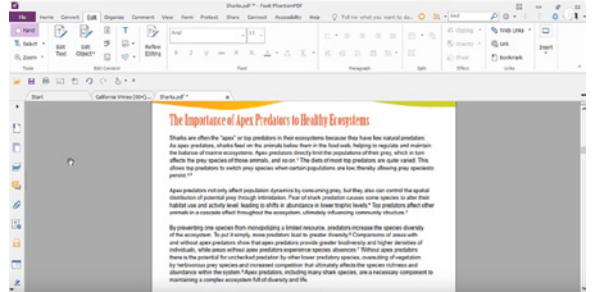 Sharks.pdf * - Foxit PhantomPDF
File Home Convert Edit Organize Comment View Form Protect Share Connect Accessibility Help Tell me what you want to do.. Find
Hand
Select
Zoom
Edit Text
Edit Object
Reflow Editing
Web Links
Link
Bookmark
Insert
Tools Edit Content Font Paragraph Effect Links
Start California Wines (00H)... Sharks.pdf *
The Importance of Apex Predators to Healthy Ecosystems
Sharks are often the "apex" or top predators in their ecosystems because they have few natural predators.
As apex predators, sharks feed on the animals below them in the food web, helping to regulate and maintain
the balance of marine ecosystems. Apex predators directly limit the populations of their prey, which in turn
affects the prey species of those animals, and so on. The diets of most top predators are quite varied. This
allows top predators to switch prey species when certain populations are low, thereby allowing prey species to
persist.
Apex predators not only affect population dynamics by consuming prey, but they also can control the spatial
distribution of potential prey through intimidation. Fear of shark predation causes some species to alter their
habitat use and activity level, leading to shifts in abundance in lower trophic levels. Top predators affect other
animals in a cascade effect throughout the ecosystem, ultimately influencing community structure.
By preventing one species from monopolizing a limited resource, predators increase the species diversity
of the ecosystem. To put it simply, more predators lead to greater diversity. Comparisons of areas with
and without apex predators show that apex predators provide greater biodiversity and higher densities of
individuals, while areas without apex predators experience species absences. Without apex predators
there is the potential for unchecked predation by other lower predatory species, overeating of vegetation
by herbivorous prey species and increased competition that ultimately affects the species richness and
abundance within the system. Apex predators, including many shark species, are a necessary component to
maintaining a complex ecosystem full of diversity and life.